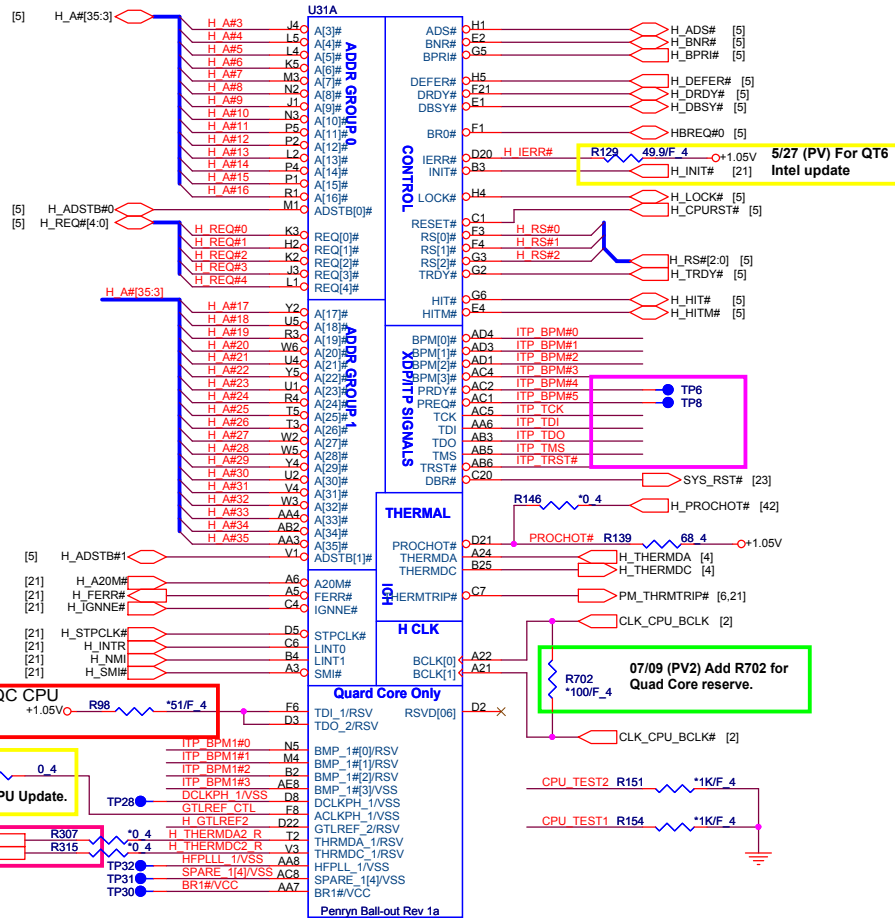 U31A
[5] H_A#[35:3]
H_A#3 J4 A[3]#
H_A#4 L5 A[4]#
H_A#5 L4 A[5]#
H_A#6 K5 A[6]#
H_A#7 M3 A[7]#
H_A#8 N2 A[8]#
H_A#9 J1 A[9]#
H_A#10 N3 A[10]#
H_A#11 P5 A[11]#
H_A#12 P2 A[12]#
H_A#13 L2 A[13]#
H_A#14 P4 A[14]#
H_A#15 P1 A[15]#
H_A#16 R1 A[16]#
[5] H_ADSTB#0 M1 ADSTB[0]#
[5] H_REQ#[4:0]
H_REQ#0 K3 REQ[0]#
H_REQ#1 H2 REQ[1]#
H_REQ#2 K2 REQ[2]#
H_REQ#3 J3 REQ[3]#
H_REQ#4 L1 REQ[4]#
ADDR GROUP 0
H_A#[35:3]
H_A#17 Y2 A[17]#
H_A#18 U5 A[18]#
H_A#19 R3 A[19]#
H_A#20 W6 A[20]#
H_A#21 U4 A[21]#
H_A#22 Y5 A[22]#
H_A#23 U1 A[23]#
H_A#24 R4 A[24]#
H_A#25 T5 A[25]#
H_A#26 T3 A[26]#
H_A#27 W2 A[27]#
H_A#28 W5 A[28]#
H_A#29 Y4 A[29]#
H_A#30 U2 A[30]#
H_A#31 V4 A[31]#
H_A#32 W3 A[32]#
H_A#33 AA4 A[33]#
H_A#34 AB2 A[34]#
H_A#35 AA3 A[35]#
[5] H_ADSTB#1 V1 ADSTB[1]#
ADDR GROUP 1
[21] H_A20M# A6 A20M#
[21] H_FERR# A5 FERR#
[21] H_IGNNE# C4 IGNNE#
[21] H_STPCLK# D5 STPCLK#
[21] H_INTR C6 LINT0
[21] H_NMI B4 LINT1
[21] H_SMI# A3 SMI#
ICH
CONTROL
ADS# H1 H_ADS# [5]
BNR# E2 H_BNR# [5]
BPRI# G5 H_BPRI# [5]
DEFER# H5 H_DEFER# [5]
DRDY# F21 H_DRDY# [5]
DBSY# E1 H_DBSY# [5]
BR0# F1 HBREQ#0 [5]
IERR# D20 H_IERR# R129 49.9/F_4 +1.05V
INIT# B3 H_INIT# [21]
5/27 (PV) For QT6
Intel update
LOCK# H4 H_LOCK# [5]
RESET# C1 H_CPURST# [5]
RS[0]# F3 H_RS#0
RS[1]# F4 H_RS#1
RS[2]# G3 H_RS#2 H_RS#[2:0] [5]
TRDY# G2 H_TRDY# [5]
HIT# G6 H_HIT# [5]
HITM# E4 H_HITM# [5]
XDP/ITP SIGNALS
BPM[0]# AD4 ITP_BPM#0
BPM[1]# AD3 ITP_BPM#1
BPM[2]# AD1 ITP_BPM#2
BPM[3]# AC4 ITP_BPM#3
PRDY# AC2 ITP_BPM#4 TP6
PREQ# AC1 ITP_BPM#5 TP8
TCK AC5 ITP_TCK
TDI AA6 ITP_TDI
TDO AB3 ITP_TDO
TMS AB5 ITP_TMS
TRST# AB6 ITP_TRST#
DBR# C20 SYS_RST# [23]
THERMAL
R146 *0_4 H_PROCHOT# [42]
PROCHOT# D21 PROCHOT# R139 68_4 +1.05V
THERMDA A24 H_THERMDA [4]
THERMDC B25 H_THERMDC [4]
THERMTRIP# C7 PM_THRMTRIP# [6,21]
H CLK
CLK_CPU_BCLK [2]
BCLK[0] A22
BCLK[1] A21
R702
*100/F_4
07/09 (PV2) Add R702 for
Quad Core reserve.
CLK_CPU_BCLK# [2]
QC CPU
+1.05V R98 *51/F_4
Quard Core Only
F6 TDI_1/RSV
D3 TDO_2/RSV
RSVD[06] D2
0_4
PU Update.
ITP_BPM1#0 N5 BMP_1#[0]/RSV
ITP_BPM1#1 M4 BMP_1#[1]/RSV
ITP_BPM1#2 B2 BMP_1#[2]/RSV
ITP_BPM1#3 AE8 BMP_1#[3]/VSS
TP28 DCLKPH_1/VSS D8 DCLKPH_1/VSS
GTLREF_CTL F8 ACLKPH_1/VSS
H_GTLREF2 D22 GTLREF_2/RSV
R307 *0_4 H_THERMDA2_R T2 THRMDA_1/RSV
R315 *0_4 H_THERMDC2_R V3 THRMDC_1/RSV
TP32 HFPLLL_1/VSS AA8 HFPLL_1/VSS
TP31 SPARE_1[4]/VSS AC8 SPARE_1[4]/VSS
TP30 BR1#/VCC AA7 BR1#/VCC
Penryn Ball-out Rev 1a
CPU_TEST2 R151 *1K/F_4
CPU_TEST1 R154 *1K/F_4